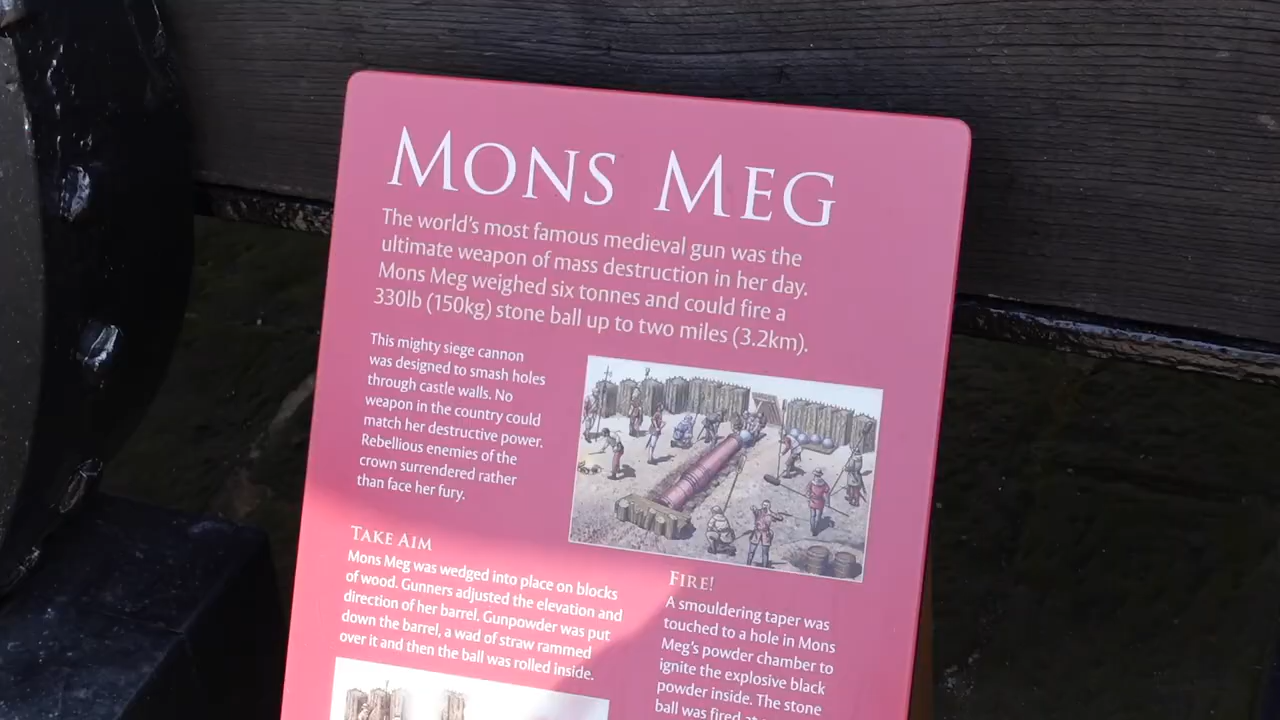 MONS MEG
The world's most famous medieval gun was the
ultimate weapon of mass destruction in her day.
Mons Meg weighed six tonnes and could fire a
330lb (150kg) stone ball up to two miles (3.2km).
This mighty siege cannon
was designed to smash holes
through castle walls. No
weapon in the country could
match her destructive power.
Rebellious enemies of the
crown surrendered rather
than face her fury.
TAKE AIM
Mons Meg was wedged into place on blocks
of wood. Gunners adjusted the elevation and
direction of her barrel. Gunpowder was put
down the barrel, a wad of straw rammed
over it and then the ball was rolled inside.
FIRE!
A smouldering taper was
touched to a hole in Mons
Meg's powder chamber to
ignite the explosive black
powder inside. The stone
ball was fired